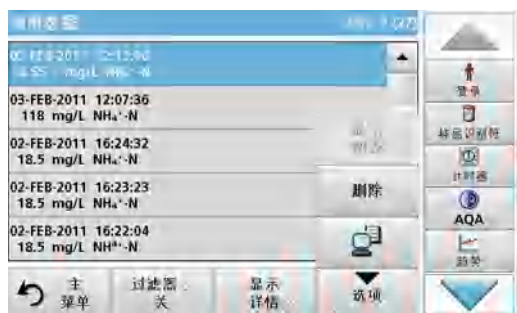 03-FEB-2011 12:07:36
118 mg/L NH₄⁺-N
02-FEB-2011 16:24:32
18.5 mg/L NH₄⁺-N
02-FEB-2011 16:23:23
18.5 mg/L NH₄⁺-N
02-FEB-2011 16:22:04
18.5 mg/L NH⁴⁺-N
删除
主
菜单
过滤器:
关
显示
详情
选项
登录
样品识别符
计时器
AQA
趋势